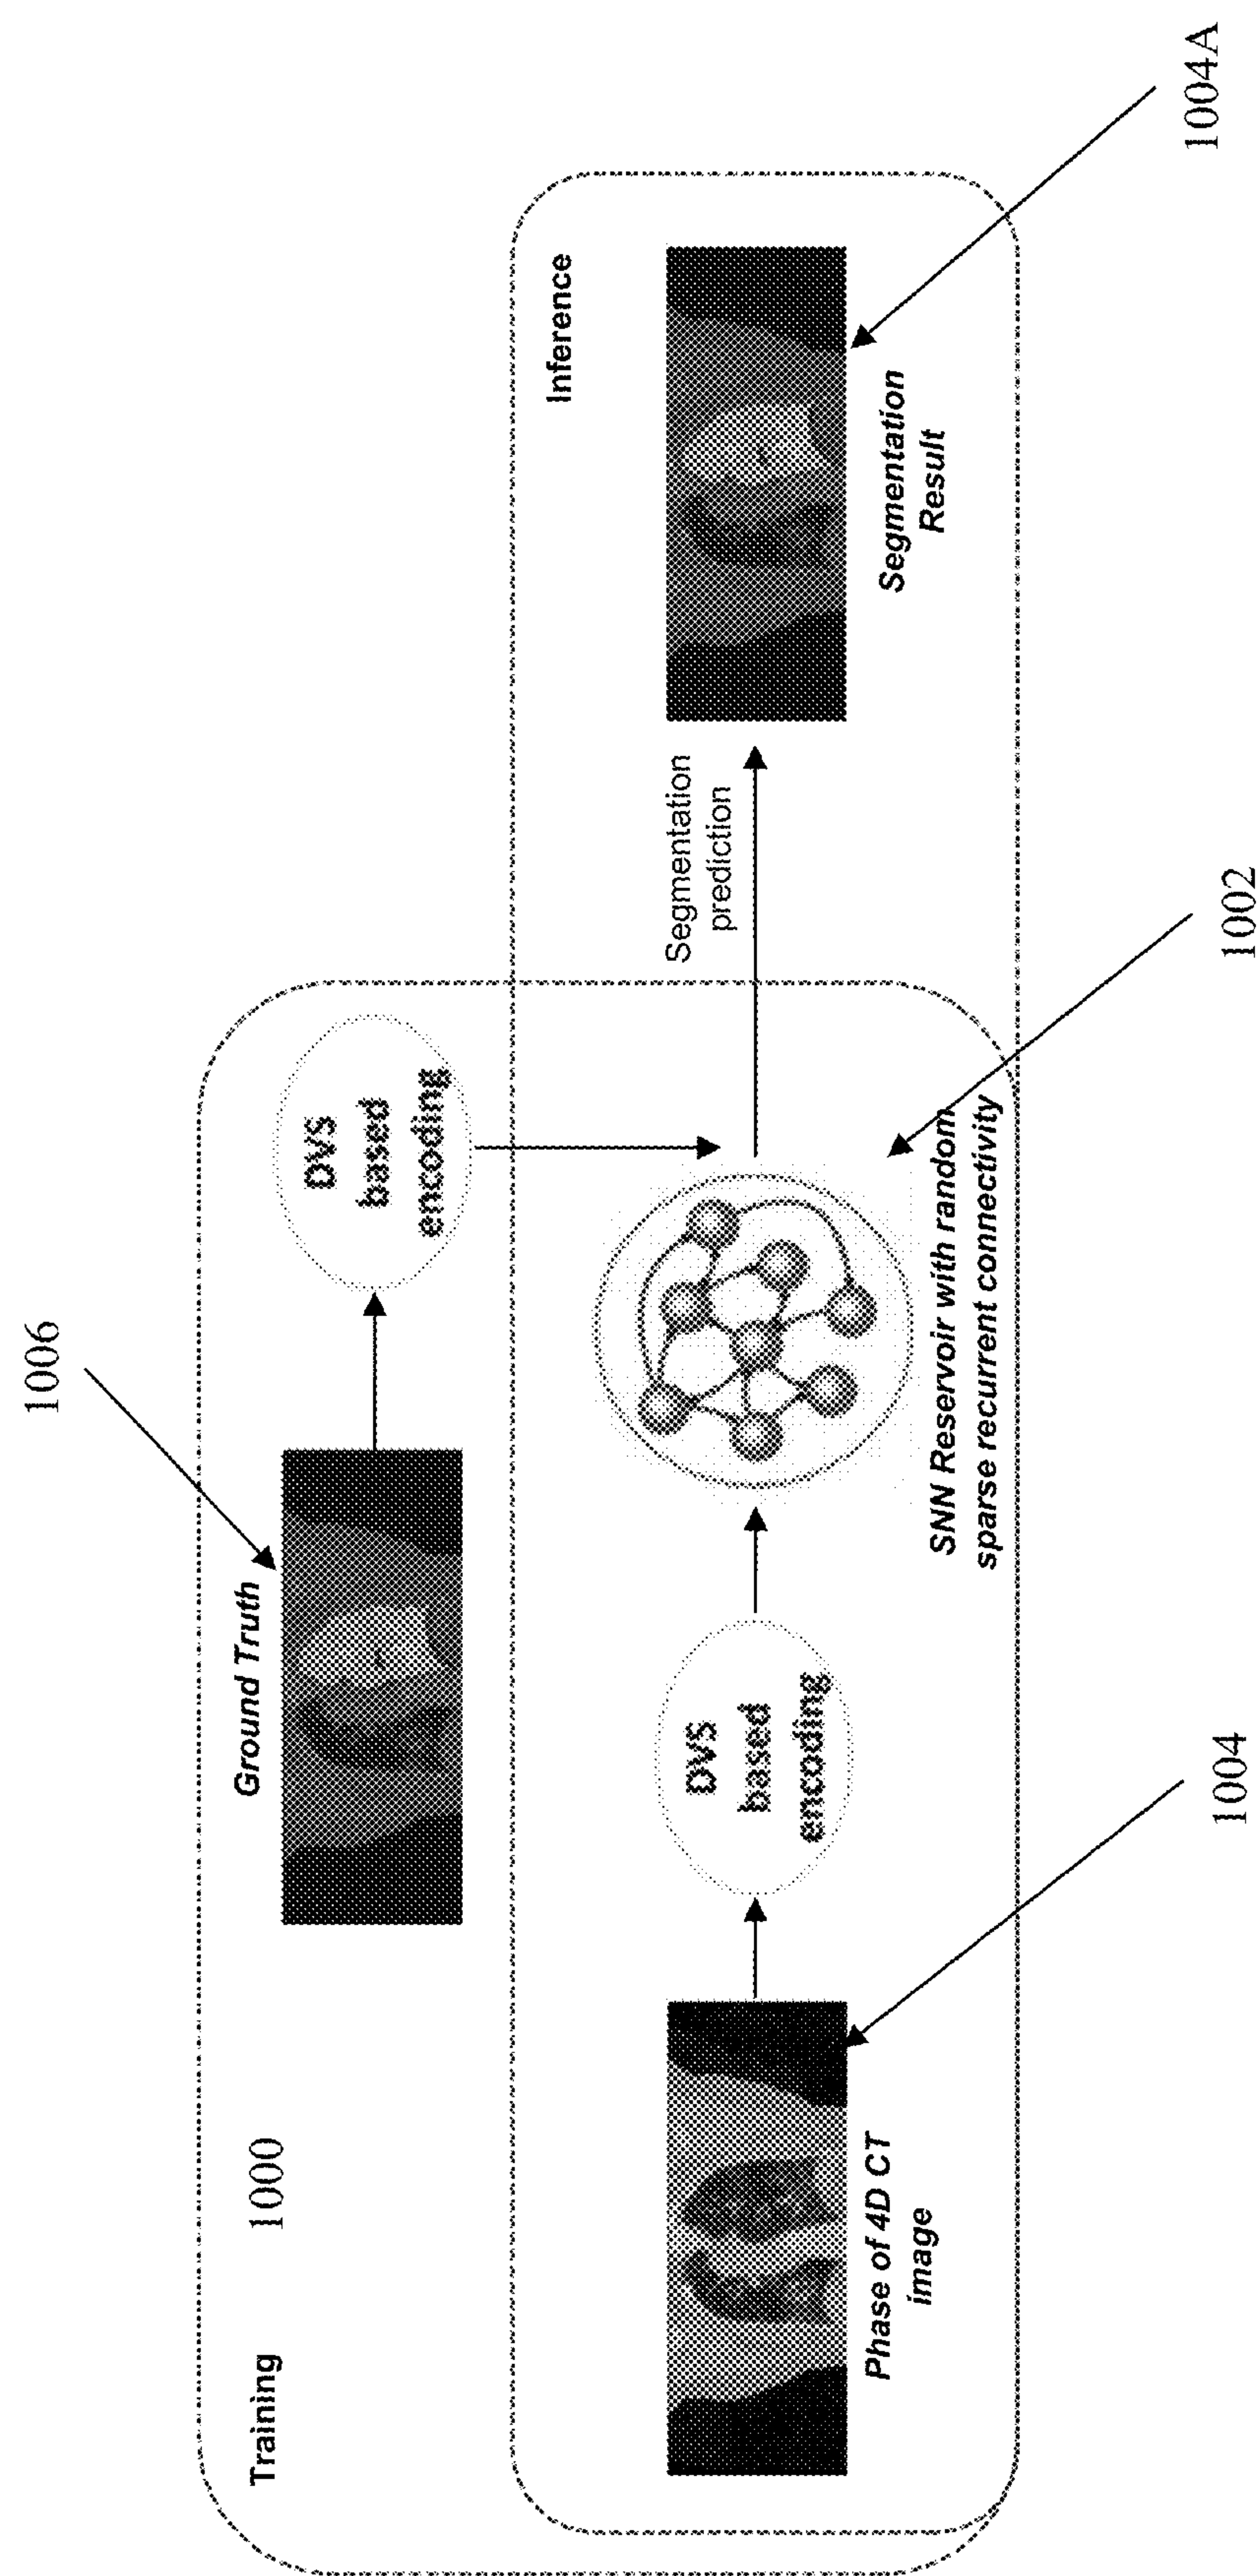 Training
1000
Ground Truth
1006
DVS
based
encoding
Inference
Phase of 4D CT
image
1004
DVS
based
encoding
SNN Reservoir with random
sparse recurrent connectivity
1002
Segmentation
prediction
Segmentation
Result
1004A